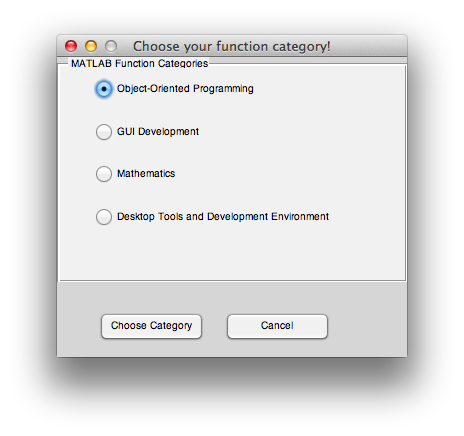 Choose your function category!
MATLAB Function Categories
Object-Oriented Programming
GUI Development
Mathematics
Desktop Tools and Development Environment
Choose Category
Cancel